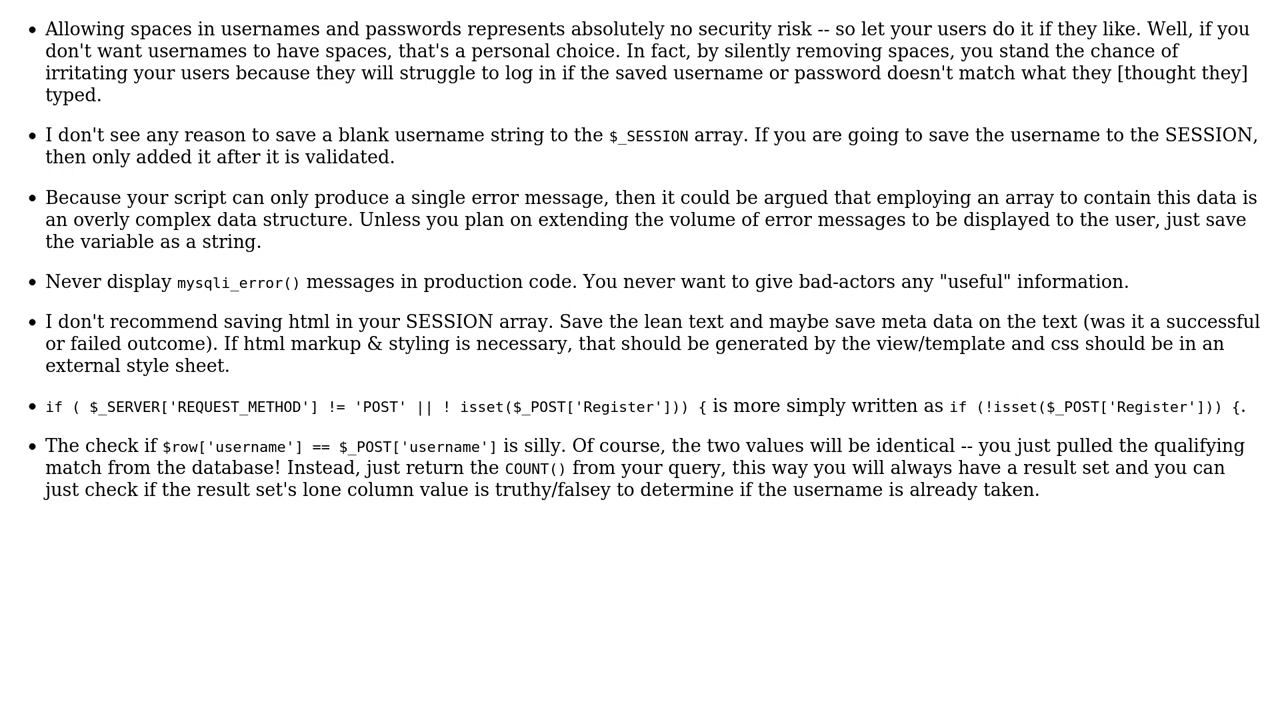 • Allowing spaces in usernames and passwords represents absolutely no security risk -- so let your users do it if they like. Well, if you
don't want usernames to have spaces, that's a personal choice. In fact, by silently removing spaces, you stand the chance of
irritating your users because they will struggle to log in if the saved username or password doesn't match what they [thought they]
typed.
• I don't see any reason to save a blank username string to the $_SESSION array. If you are going to save the username to the SESSION,
then only added it after it is validated.
• Because your script can only produce a single error message, then it could be argued that employing an array to contain this data is
an overly complex data structure. Unless you plan on extending the volume of error messages to be displayed to the user, just save
the variable as a string.
• Never display mysqli_error() messages in production code. You never want to give bad-actors any "useful" information.
• I don't recommend saving html in your SESSION array. Save the lean text and maybe save meta data on the text (was it a successful
or failed outcome). If html markup & styling is necessary, that should be generated by the view/template and css should be in an
external style sheet.
• if ( $_SERVER['REQUEST_METHOD'] != 'POST' || ! isset($_POST['Register'])) { is more simply written as if (!isset($_POST['Register'])) {.
• The check if $row['username'] == $_POST['username'] is silly. Of course, the two values will be identical -- you just pulled the qualifying
match from the database! Instead, just return the COUNT() from your query, this way you will always have a result set and you can
just check if the result set's lone column value is truthy/falsey to determine if the username is already taken.